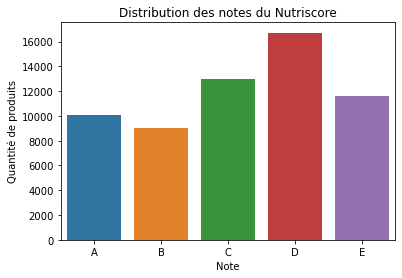 Distribution des notes du Nutriscore
Quantité de produits
16000
14000
12000
10000
8000
6000
4000
2000
0
A B C D E
Note